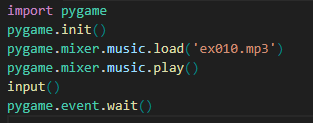 import pygame
pygame.init()
pygame.mixer.music.load('ex010.mp3')
pygame.mixer.music.play()
input()
pygame.event.wait()